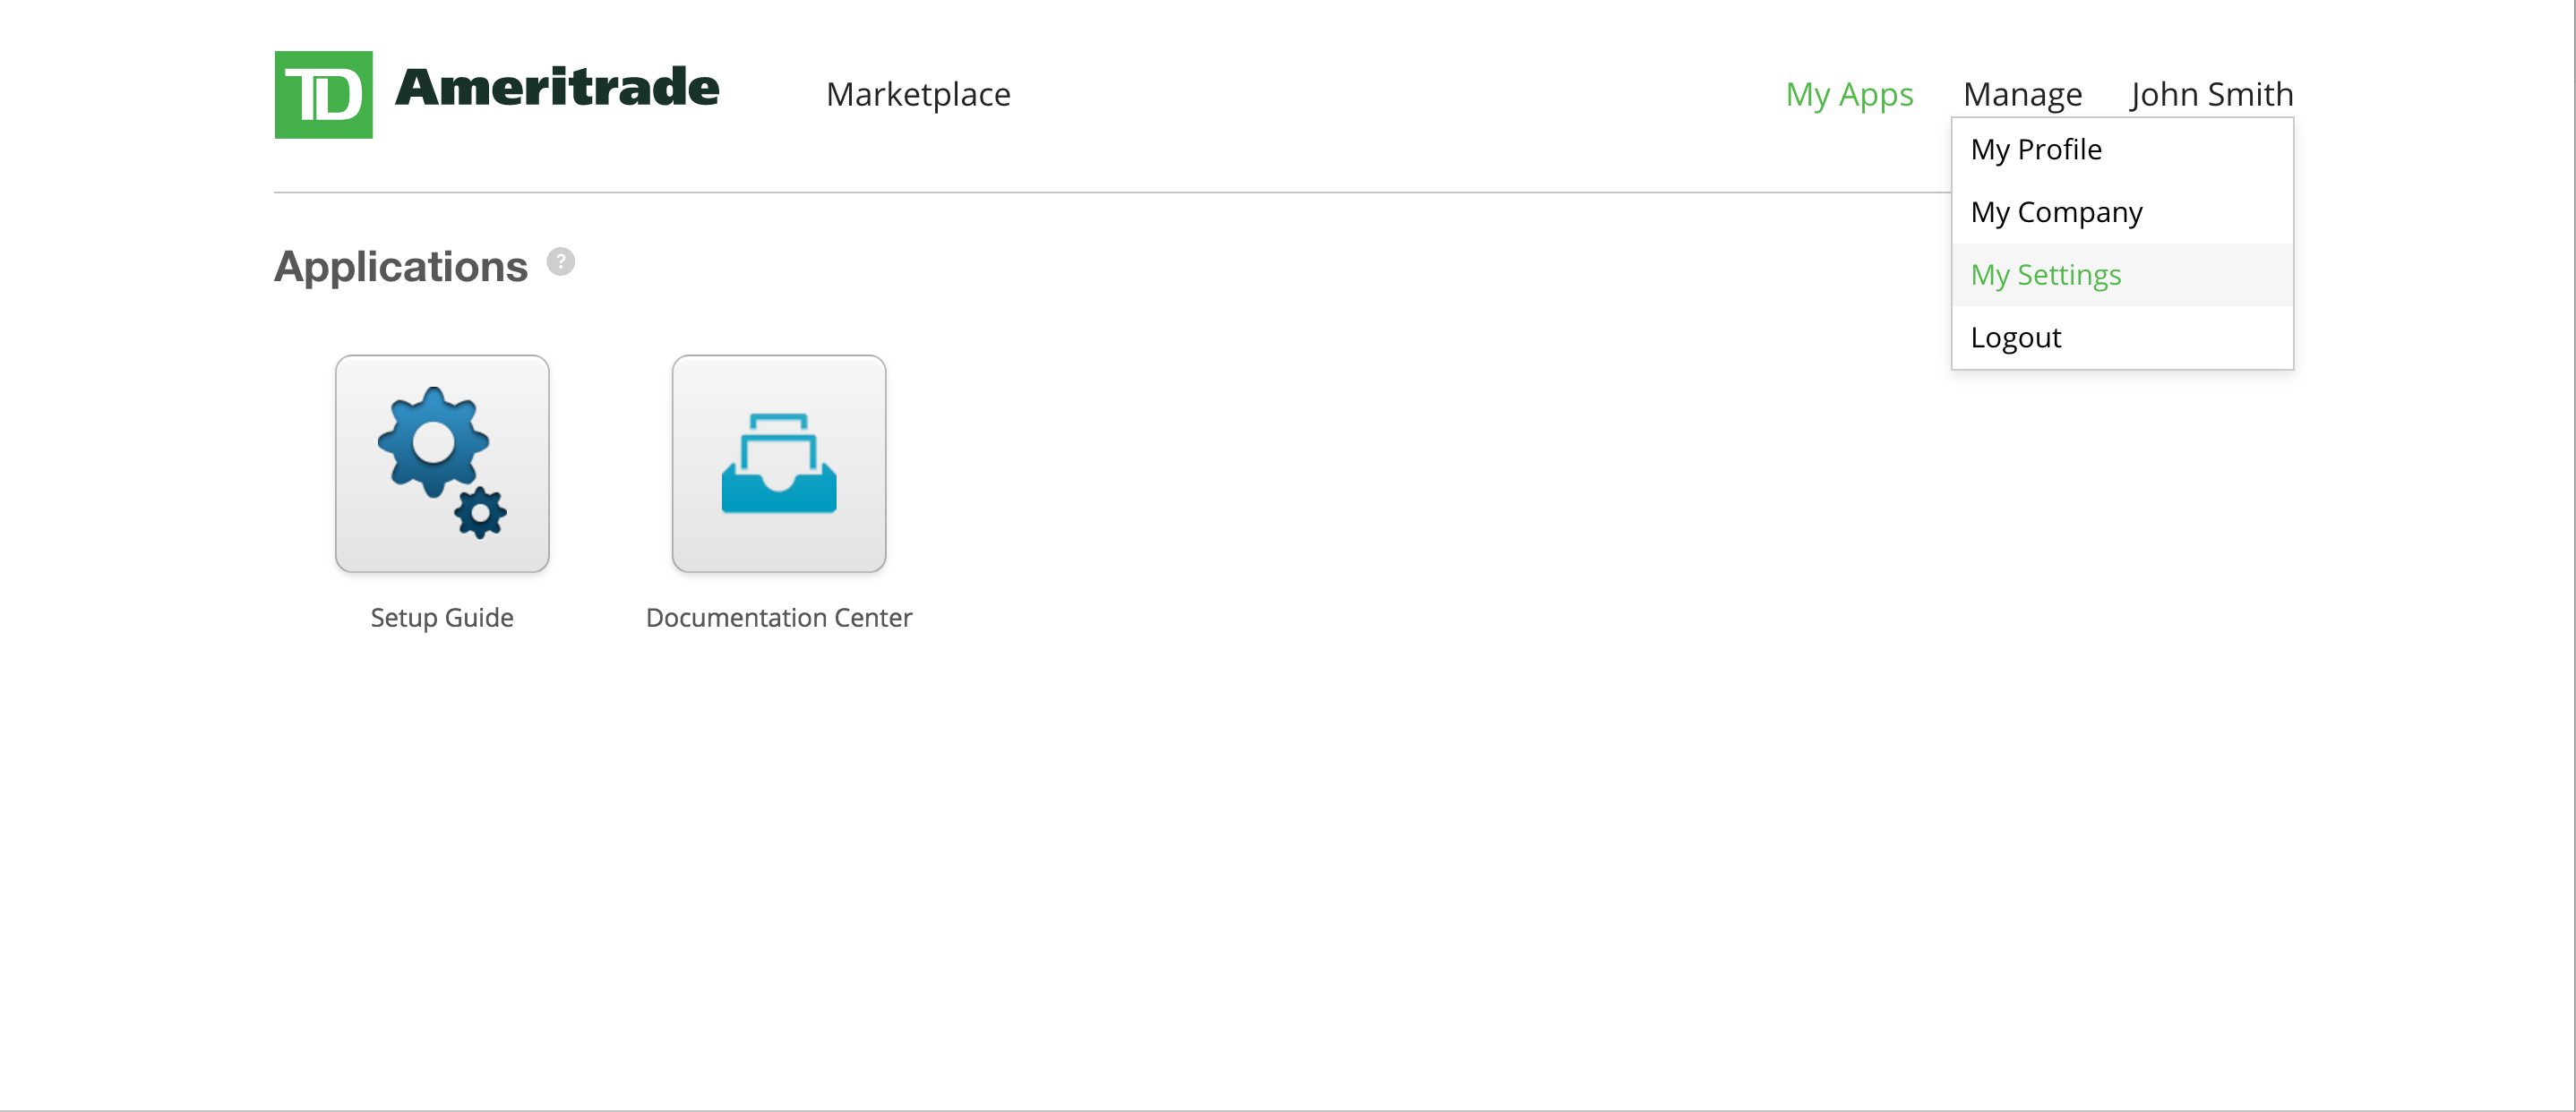 TD Ameritrade
Marketplace
My Apps
Manage
John Smith
My Profile
My Company
My Settings
Logout
Applications ?
Setup Guide
Documentation Center